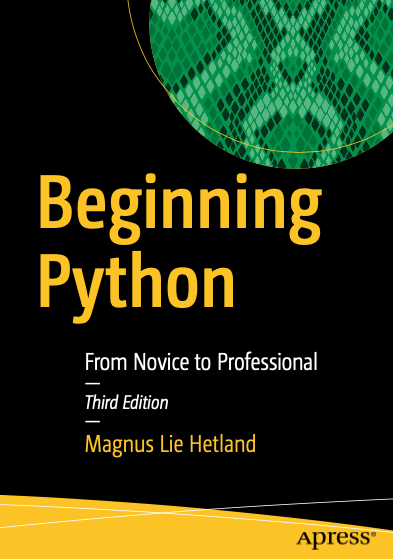 Beginning
Python
From Novice to Professional
—
Third Edition
—
Magnus Lie Hetland
Apress®